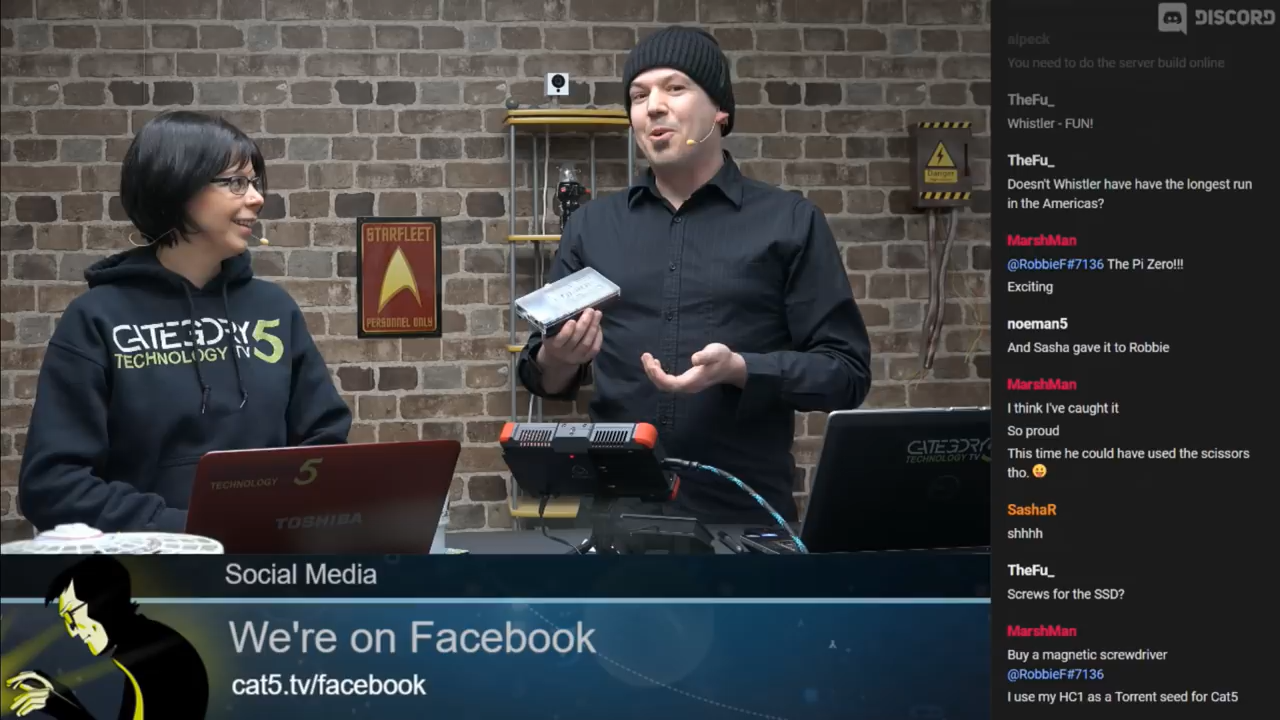 DISCORD
alpeck
You need to do the server build online
TheFu_
Whistler - FUN!
TheFu_
Doesn't Whistler have have the longest run
in the Americas?
MarshMan
@RobbieF#7136 The Pi Zero!!!
Exciting
noeman5
And Sasha gave it to Robbie
MarshMan
I think I've caught it
So proud
This time he could have used the scissors
tho. 😛
SashaR
shhhh
TheFu_
Screws for the SSD?
MarshMan
Buy a magnetic screwdriver
@RobbieF#7136
I use my HC1 as a Torrent seed for Cat5
STARFLEET
PERSONNEL ONLY
Danger
CATEGORY 5
TECHNOLOGY TV
TECHNOLOGY 5
TOSHIBA
CATEGORY 5
TECHNOLOGY TV
Social Media
We're on Facebook
cat5.tv/facebook